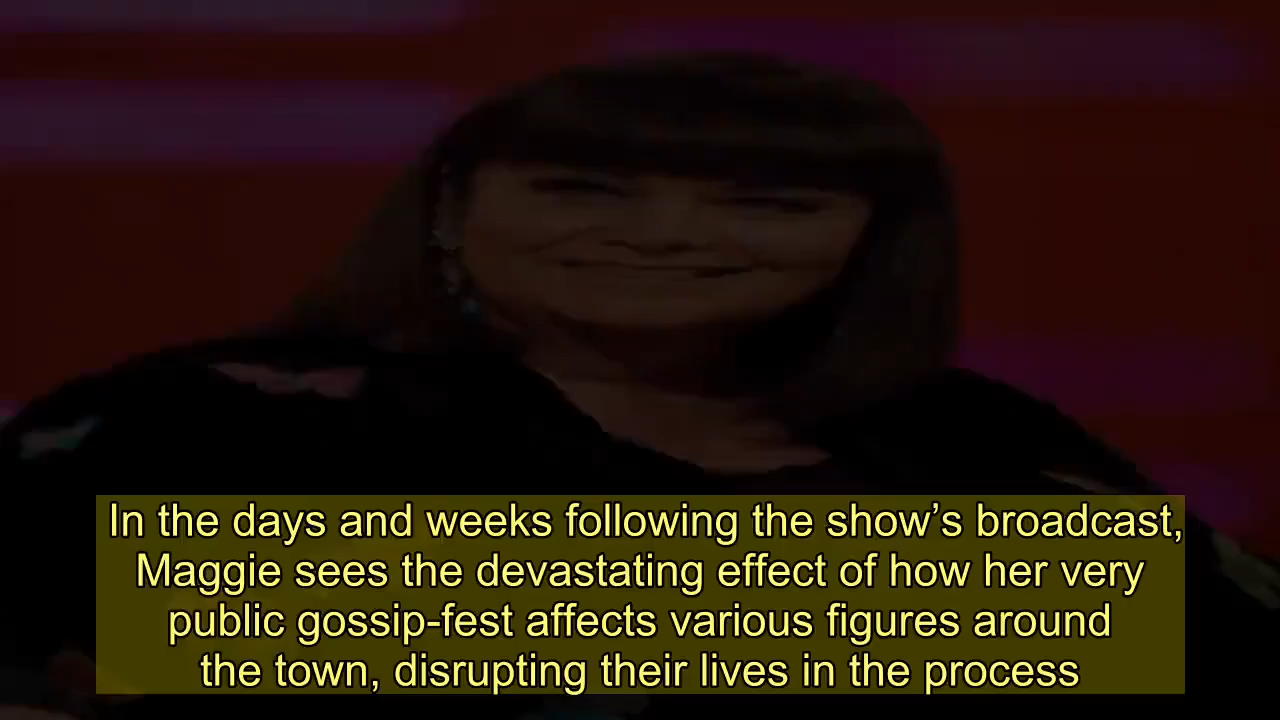 In the days and weeks following the show’s broadcast,
Maggie sees the devastating effect of how her very
public gossip-fest affects various figures around
the town, disrupting their lives in the process